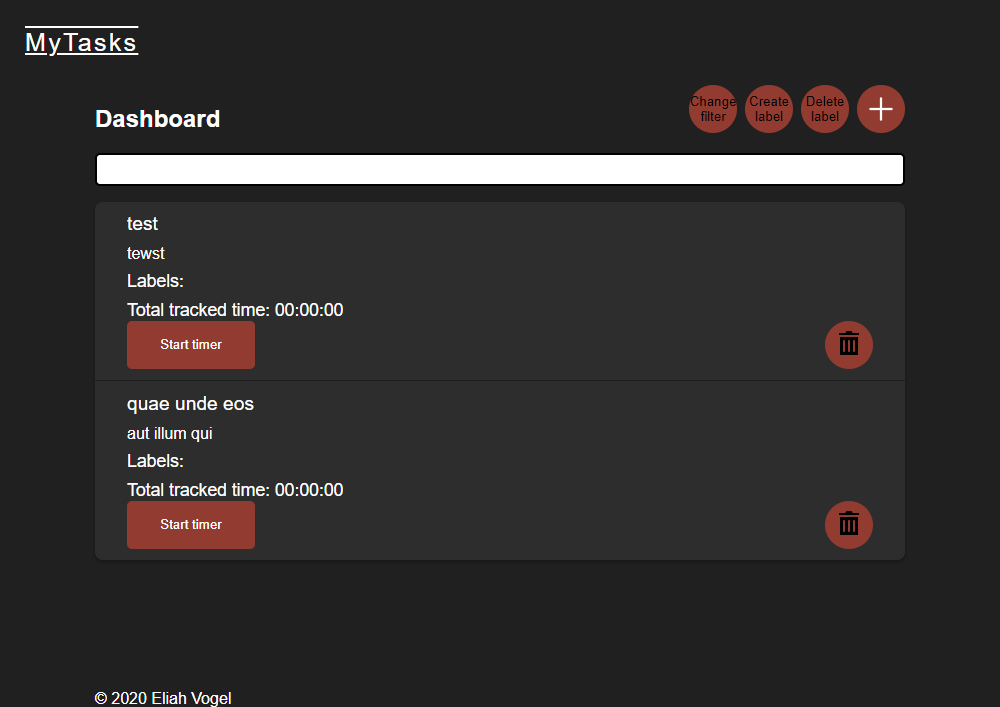 MyTasks
Dashboard
Change
filter
Create
label
Delete
label
test
tewst
Labels:
Total tracked time: 00:00:00
Start timer
quae unde eos
aut illum qui
Labels:
Total tracked time: 00:00:00
Start timer
© 2020 Eliah Vogel